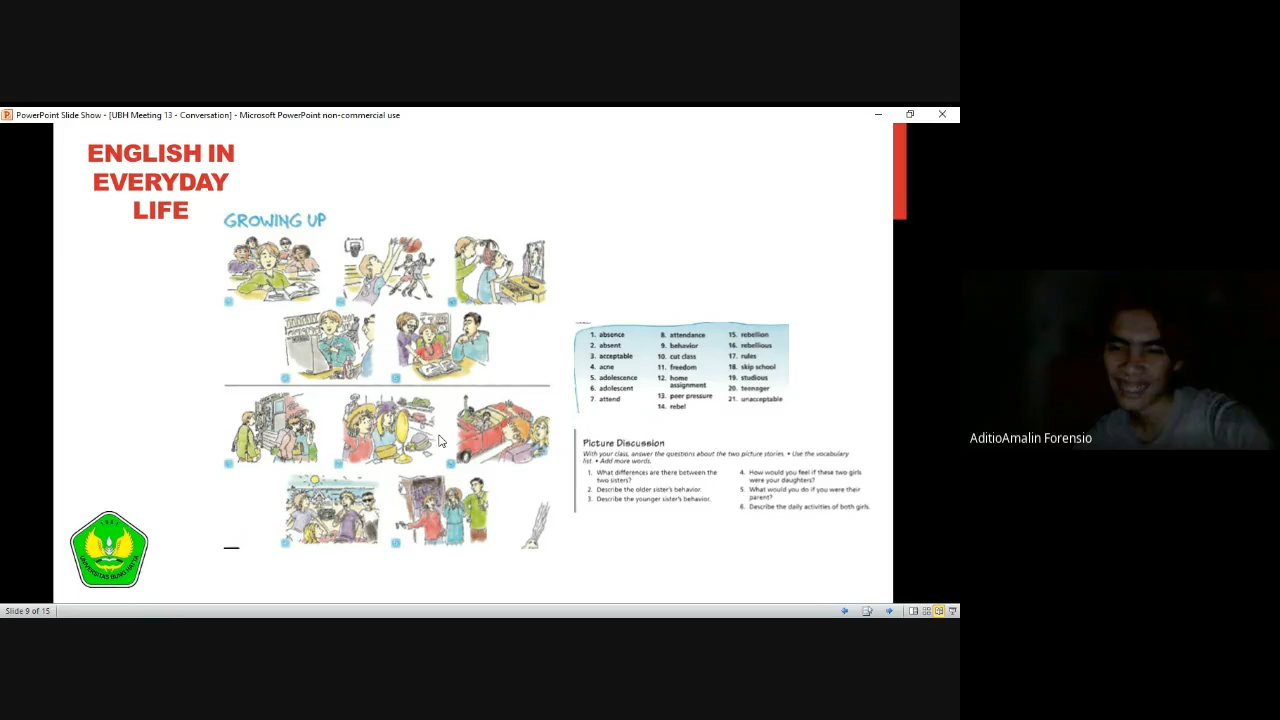 PowerPoint Slide Show - [UBH Meeting 13 - Conversation] - Microsoft PowerPoint non-commercial use
ENGLISH IN
EVERYDAY
LIFE
GROWING UP
1. absence
2. absent
3. acceptable
4. acne
5. adolescence
6. adolescent
7. attend
8. attendance
9. behavior
10. cut class
11. freedom
12. home
assignment
13. peer pressure
14. rebel
15. rebellion
16. rebellious
17. rules
18. skip school
19. studious
20. teenager
21. unacceptable
Picture Discussion
With your class, answer the questions about the two picture stories. • Use the vocabulary
list. • Add more words.
1. What differences are there between the
two sisters?
2. Describe the older sister's behavior.
3. Describe the younger sister's behavior.
4. How would you feel if these two girls
were your daughters?
5. What would you do if you were their
parent?
6. Describe the daily activities of both girls.
1981
UNIVERSITAS BUNG HATTA
AditioAmalin Forensio
Slide 9 of 15